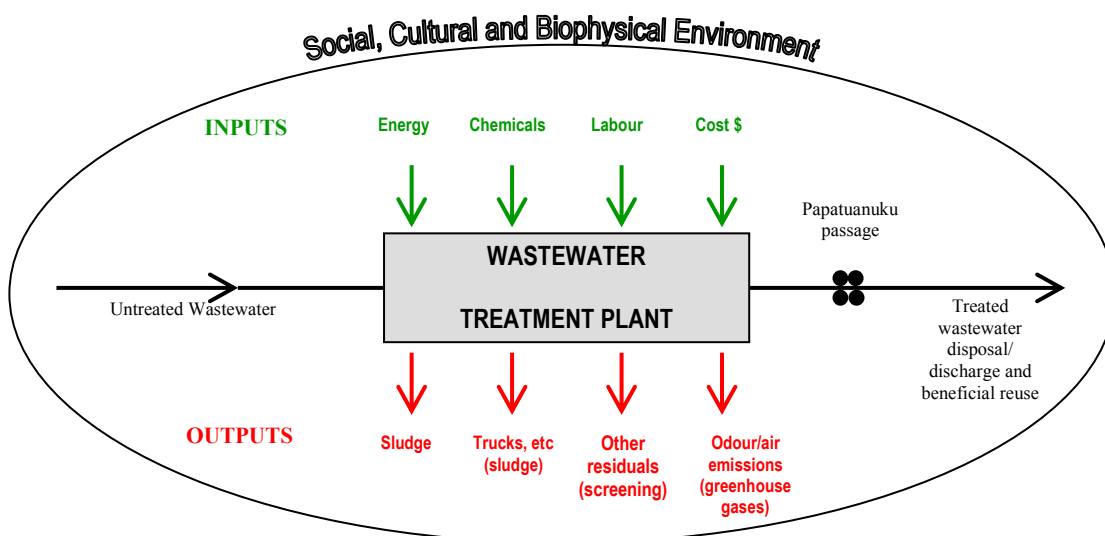 Social, Cultural and Biophysical Environment
INPUTS
Energy
Chemicals
Labour
Cost $
Papatuanuku
passage
WASTEWATER
TREATMENT PLANT
Untreated Wastewater
Treated
wastewater
disposal/
discharge and
beneficial reuse
OUTPUTS
Sludge
Trucks, etc
(sludge)
Other
residuals
(screening)
Odour/air
emissions
(greenhouse
gases)